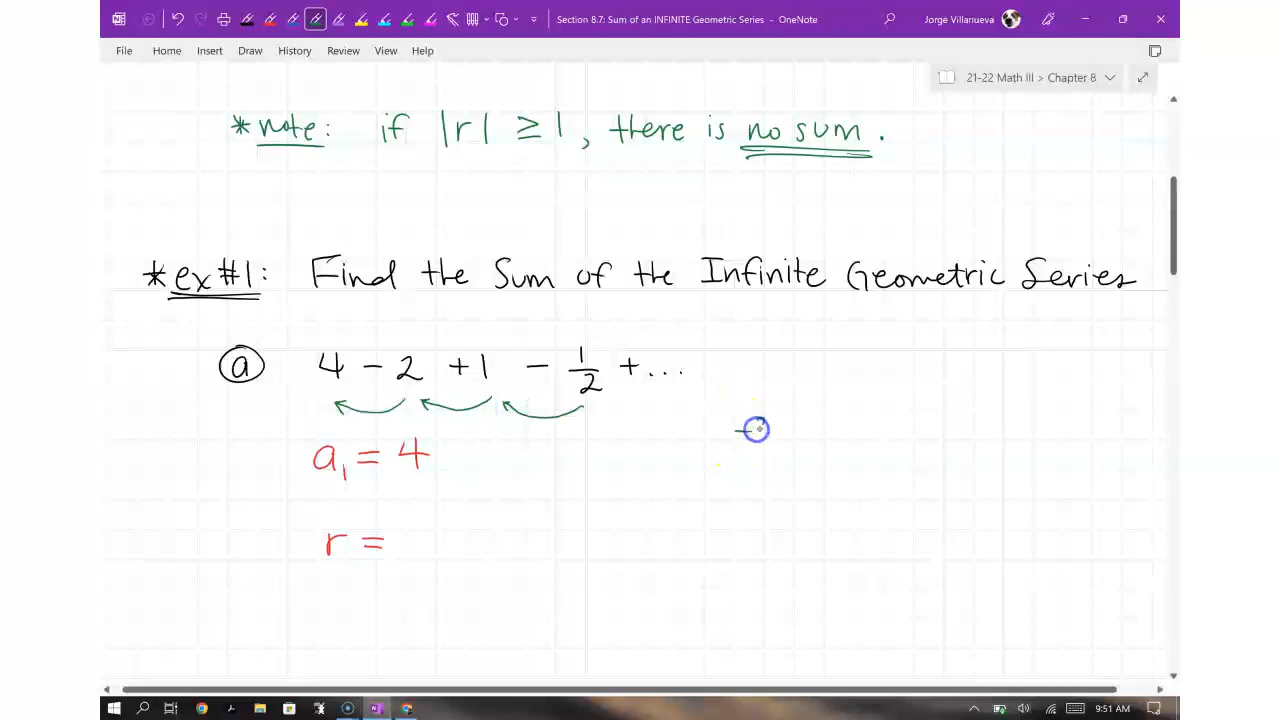 Section 8.7: Sum of an INFINITE Geometric Series - OneNote
Jorge Villanueva
File Home Insert Draw History Review View Help
21-22 Math III > Chapter 8
*note: if |r| ≥ 1, there is no sum.
*ex#1: Find the Sum of the Infinite Geometric Series
ⓐ 4 - 2 + 1 - 1/2 + ...
a₁ = 4
r =
9:51 AM